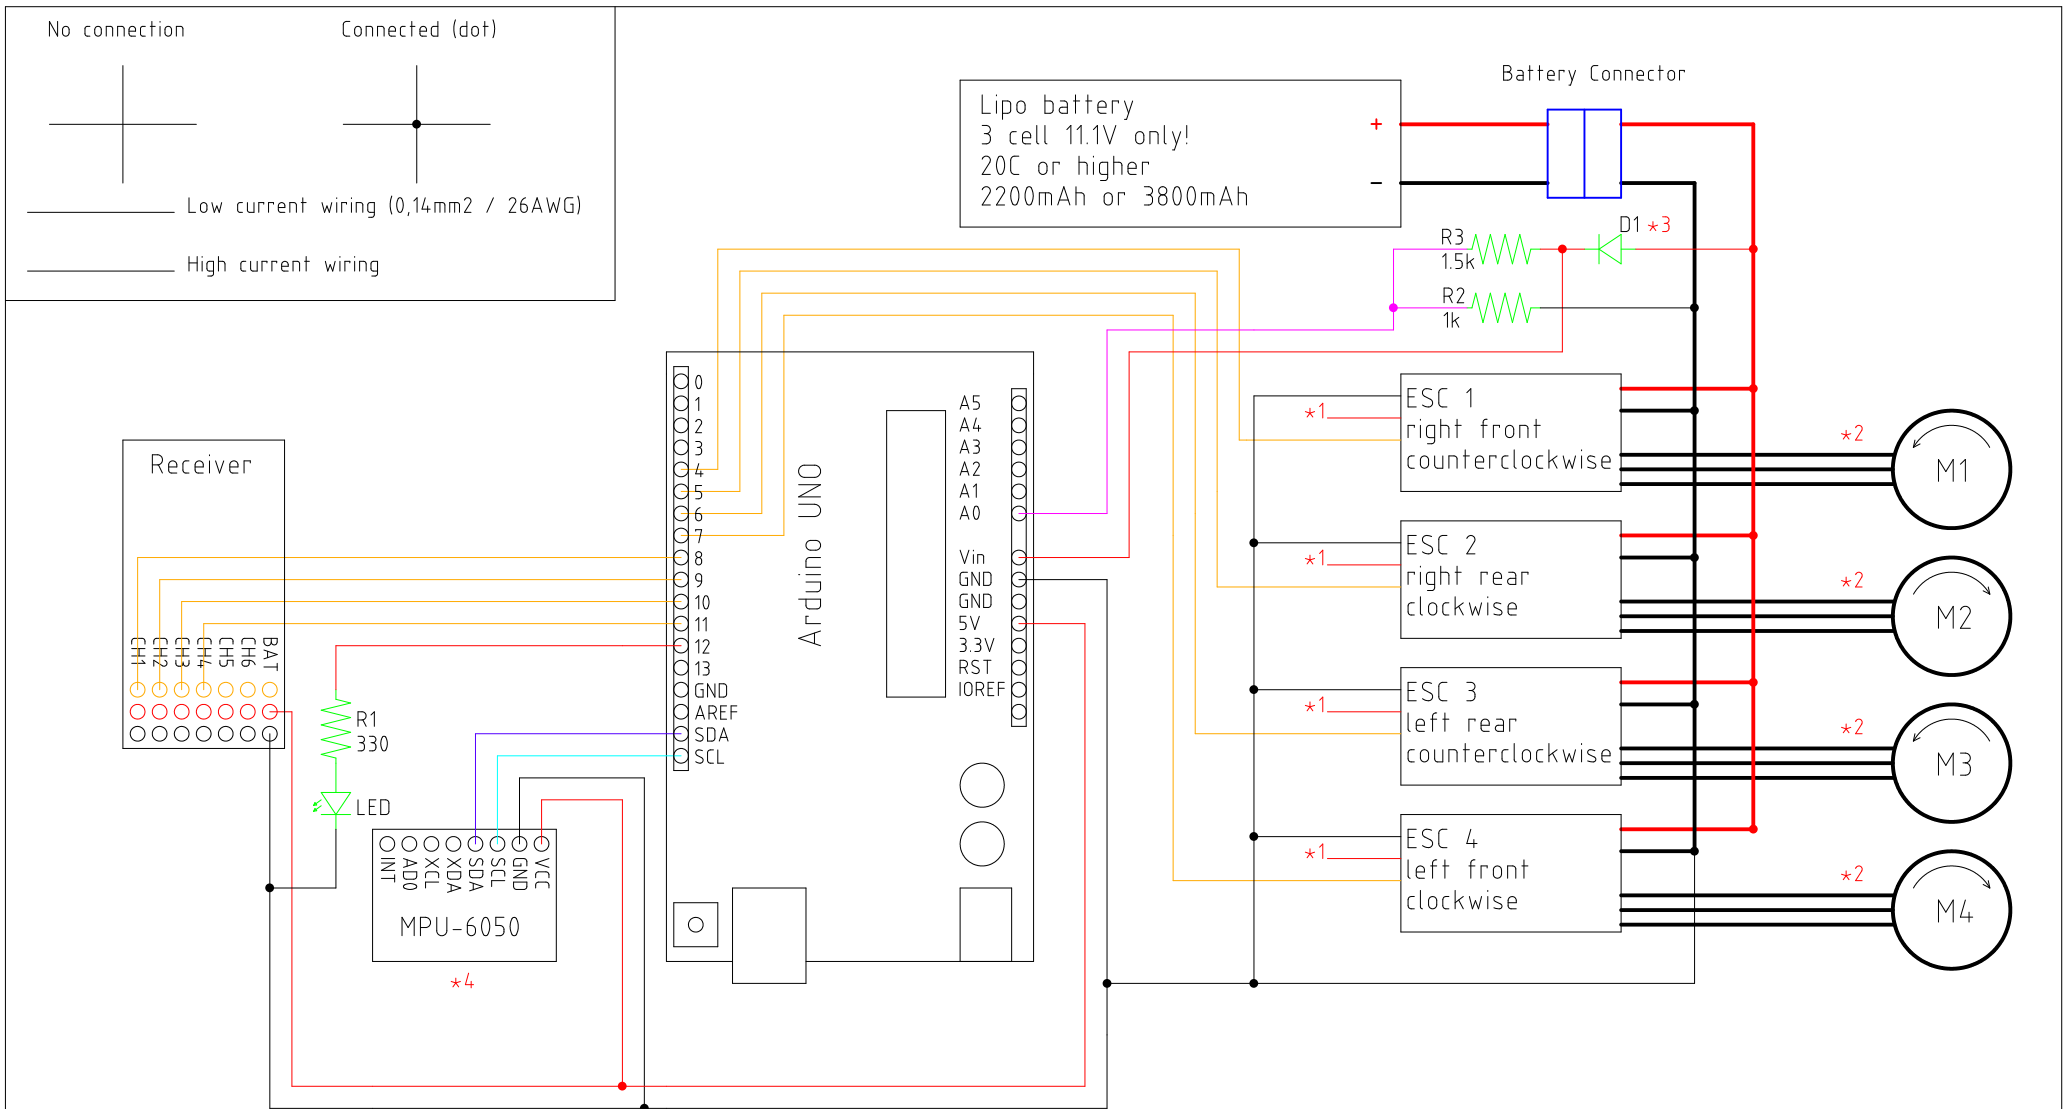 No connection
Connected (dot)
Low current wiring (0,14mm2 / 26AWG)
High current wiring
Battery Connector
Lipo battery
3 cell 11.1V only!
20C or higher
2200mAh or 3800mAh
+
-
D1 *3
R3
1.5k
R2
1k
Receiver
CH1
CH2
CH3
CH4
CH5
CH6
BAT
R1
330
LED
INT
AD0
XCL
XDA
SDA
SCL
GND
VCC
MPU-6050
*4
Arduino UNO
0
1
2
3
4
5
6
7
8
9
10
11
12
13
GND
AREF
SDA
SCL
A5
A4
A3
A2
A1
A0
Vin
GND
GND
5V
3.3V
RST
IOREF
*1
ESC 1
right front
counterclockwise
*2
M1
*1
ESC 2
right rear
clockwise
*2
M2
*1
ESC 3
left rear
counterclockwise
*2
M3
*1
ESC 4
left front
clockwise
*2
M4